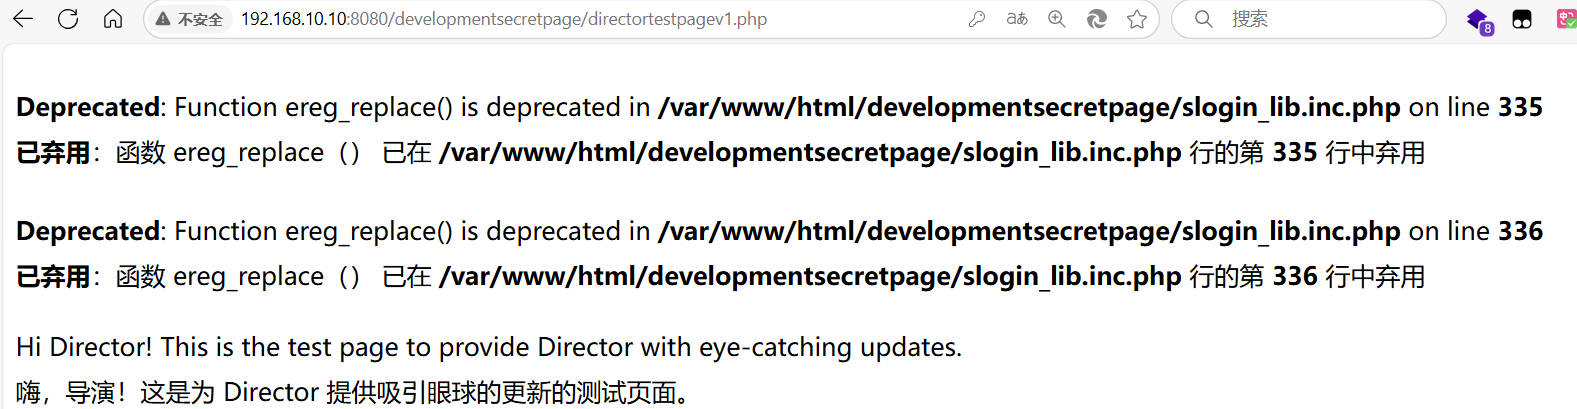 不安全 192.168.10.10:8080/developmentsecretpage/directortestpagev1.php aあ 搜索 8
Deprecated: Function ereg_replace() is deprecated in /var/www/html/developmentsecretpage/slogin_lib.inc.php on line 335
已弃用：函数 ereg_replace（） 已在 /var/www/html/developmentsecretpage/slogin_lib.inc.php 行的第 335 行中弃用
Deprecated: Function ereg_replace() is deprecated in /var/www/html/developmentsecretpage/slogin_lib.inc.php on line 336
已弃用：函数 ereg_replace（） 已在 /var/www/html/developmentsecretpage/slogin_lib.inc.php 行的第 336 行中弃用
Hi Director! This is the test page to provide Director with eye-catching updates.
嗨，导演！这是为 Director 提供吸引眼球的更新的测试页面。